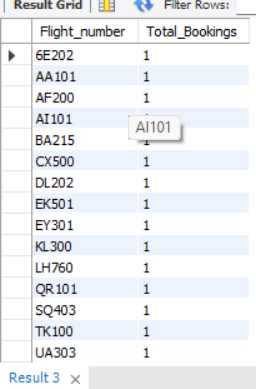 Result Grid Filter Rows:
Flight_number Total_Bookings
6E202 1
AA101 1
AF200 1
AI101
AI101
BA215 1
CX500 1
DL202 1
EK501 1
EY301 1
KL300 1
LH760 1
QR101 1
SQ403 1
TK100 1
UA303 1
Result 3 ×